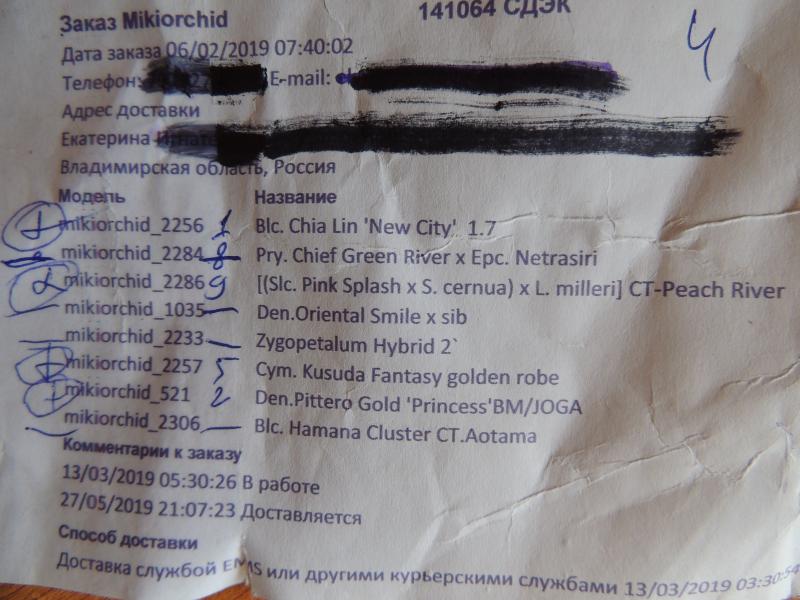 141064 СДЭК
Заказ Mikiorchid
4
Дата заказа 06/02/2019 07:40:02
Телефон: E-mail:
Адрес доставки
Екатерина
Владимирская область, Россия
Модель Название
+ mikiorchid_2256 1 Blc. Chia Lin 'New City' 1.7
mikiorchid_2284 8 Pry. Chief Green River x Epc. Netrasiri
mikiorchid_2286 9 [(Slc. Pink Splash x S. cernua) x L. milleri] CT-Peach River
mikiorchid_1035 — Den.Oriental Smile x sib
— mikiorchid_2233 — Zygopetalum Hybrid 2`
+ mikiorchid_2257 5 Cym. Kusuda Fantasy golden robe
+ mikiorchid_521 2 Den.Pittero Gold 'Princess'BM/JOGA
— mikiorchid_2306 — Blc. Hamana Cluster CT.Aotama
Комментарии к заказу
13/03/2019 05:30:26 В работе
27/05/2019 21:07:23 Доставляется
Способ доставки
Доставка службой EMS или другими курьерскими службами 13/03/2019 03:30:54